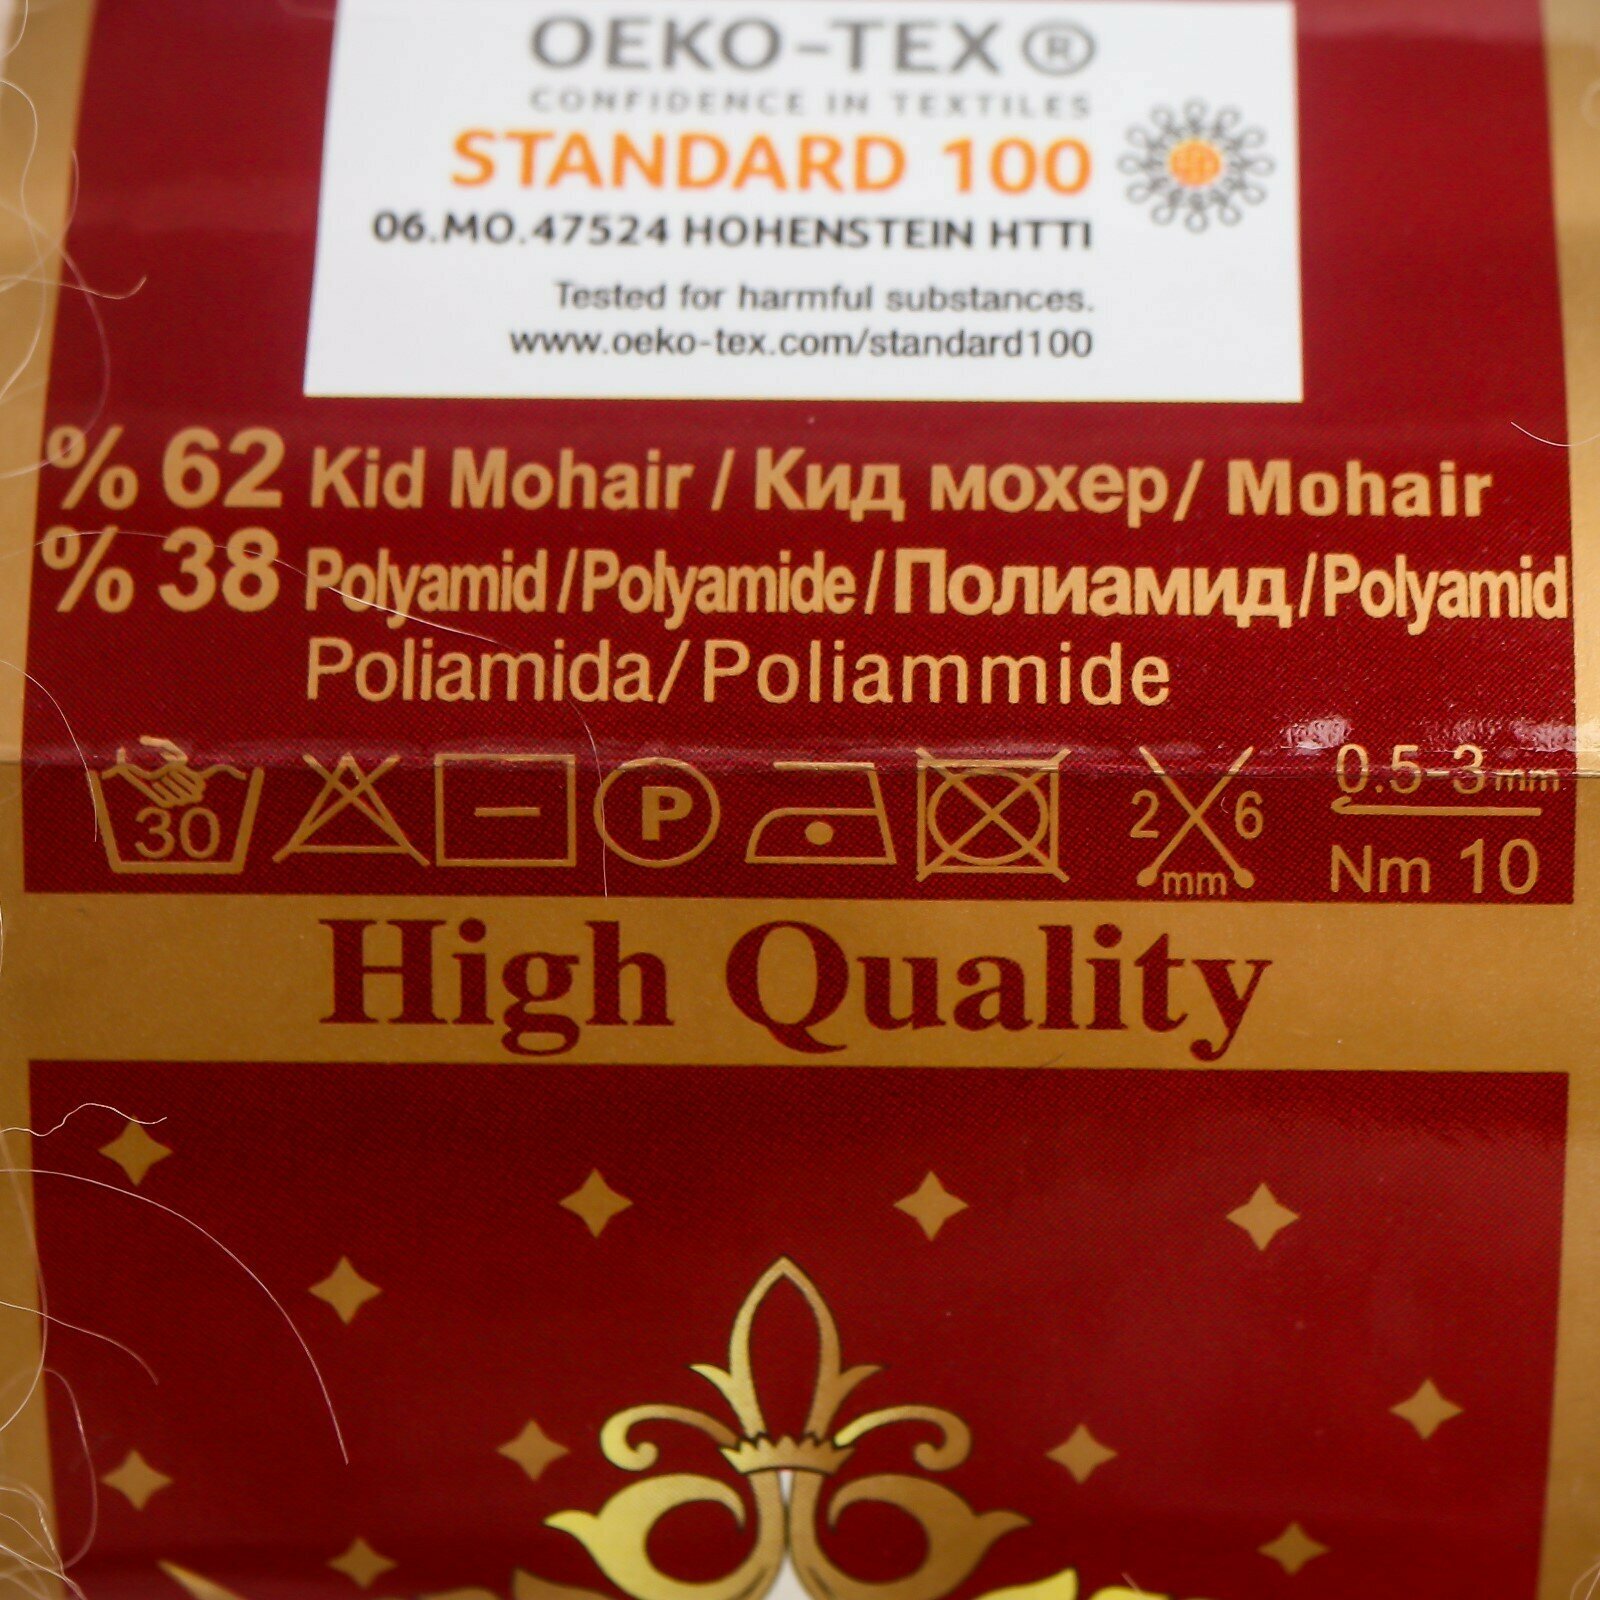 OEKO-TEX®
CONFIDENCE IN TEXTILES
STANDARD 100
06.MO.47524 HOHENSTEIN HTTI
Tested for harmful substances.
www.oeko-tex.com/standard100
% 62 Kid Mohair / Кид мохер/ Mohair
% 38 Polyamid/Polyamide/Полиамид/Polyamid
Poliamida/Poliammide
30 P 2 6 mm 0.5-3mm
Nm 10
High Quality